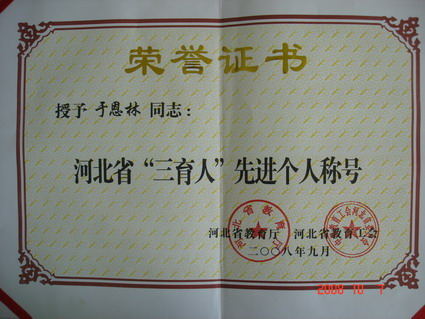 荣誉证书
授予于恩林同志：
河北省“三育人”先进个人称号
河北省教育厅 河北省教育工会
二〇〇八年九月
2008 10 7